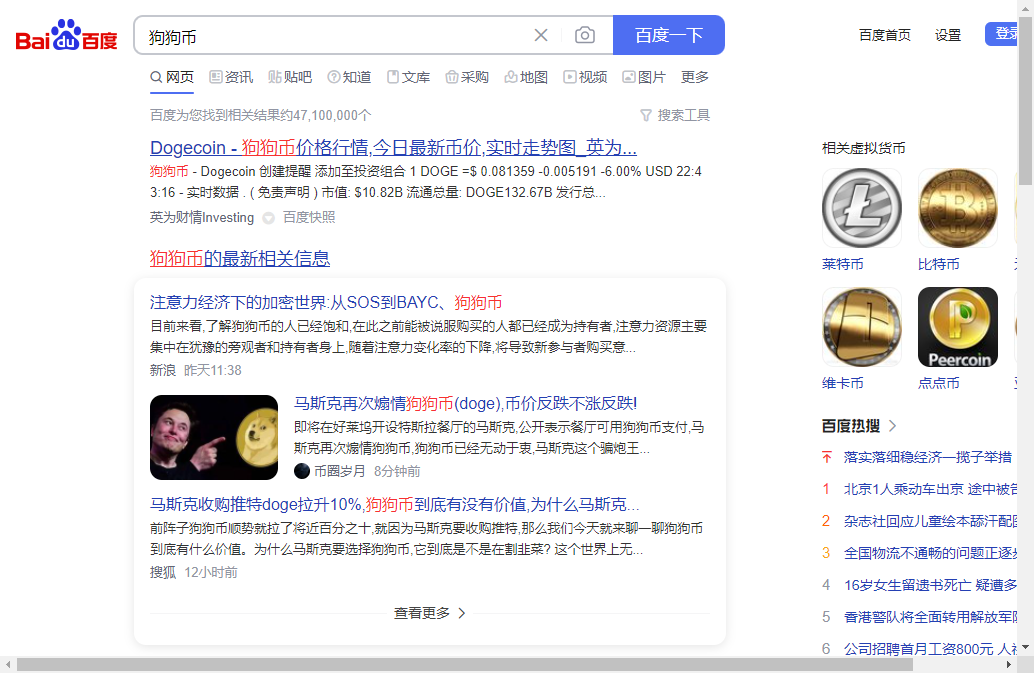 Bai du 百度
狗狗币
百度一下
百度首页 设置 登录
网页 资讯 贴吧 知道 文库 采购 地图 视频 图片 更多
百度为您找到相关结果约47,100,000个
搜索工具
Dogecoin - 狗狗币价格行情,今日最新币价,实时走势图_英为...
狗狗币 - Dogecoin 创建提醒 添加至投资组合 1 DOGE =$ 0.081359 -0.005191 -6.00% USD 22:4
3:16 - 实时数据 . ( 免责声明 ) 市值: $10.82B 流通总量: DOGE132.67B 发行总...
英为财情Investing 百度快照
狗狗币的最新相关信息
注意力经济下的加密世界:从SOS到BAYC、狗狗币
目前来看,了解狗狗币的人已经饱和,在此之前能被说服购买的人都已经成为持有者,注意力资源主要
集中在犹豫的旁观者和持有者身上,随着注意力变化率的下降,将导致新参与者购买意...
新浪 昨天11:38
马斯克再次煽情狗狗币(doge),币价反跌不涨反跌!
即将在好莱坞开设特斯拉餐厅的马斯克,公开表示餐厅可用狗狗币支付,马
斯克再次煽情狗狗币,狗狗币已经无动于衷,马斯克这个骗炮王...
币圈岁月 8分钟前
马斯克收购推特doge拉升10%,狗狗币到底有没有价值,为什么马斯克...
前阵子狗狗币顺势就拉了将近百分之十,就因为马斯克要收购推特,那么我们今天就来聊一聊狗狗币
到底有什么价值。为什么马斯克要选择狗狗币,它到底是不是在割韭菜? 这个世界上无...
搜狐 12小时前
查看更多
相关虚拟货币
莱特币 比特币
Peercoin
维卡币 点点币
百度热搜
落实落细稳经济一揽子举措
1 北京1人乘动车出京 途中被告
2 杂志社回应儿童绘本舔汗配图
3 全国物流不通畅的问题正逐步
4 16岁女生留遗书死亡 疑遭多
5 香港警队将全面转用解放军队
6 公司招聘首月工资800元 人社